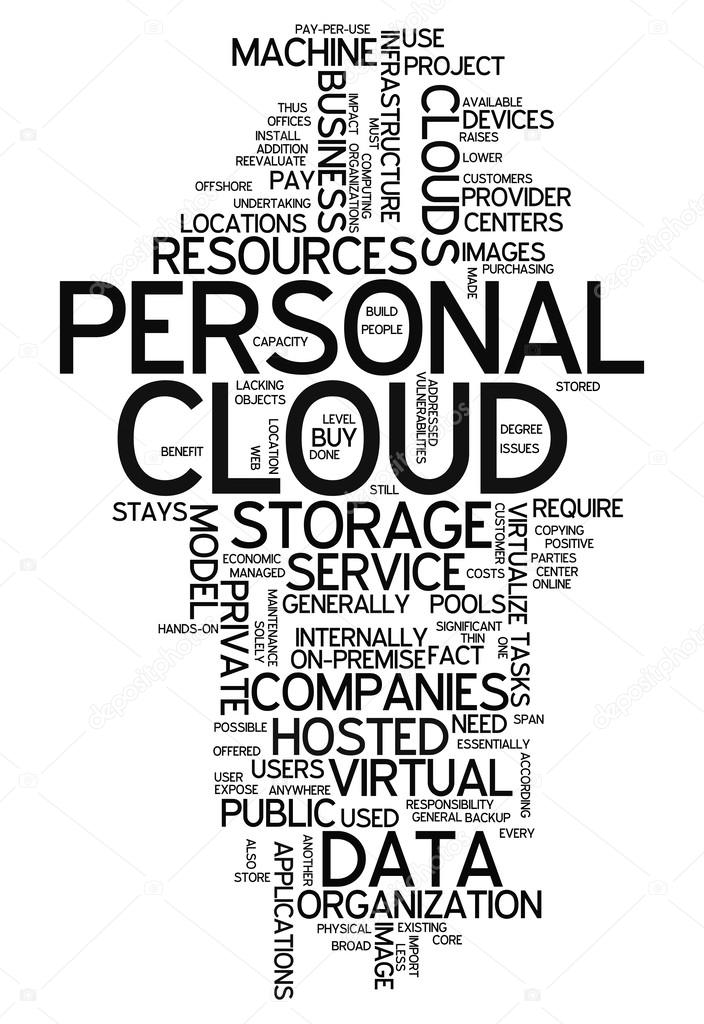 PAY-PER-USE
MACHINE
INFRASTRUCTURE
USE
PROJECT
BUSINESS
IMPACT
ORGANIZATIONS
MUST
COMPUTING
CLOUDS
AVAILABLE
DEVICES
RAISES
LOWER
CUSTOMERS
PROVIDER
CENTERS
IMAGES
PURCHASING
MADE
THUS
OFFICES
INSTALL
ADDITION
REEVALUATE
OFFSHORE
PAY
UNDERTAKING
LOCATIONS
RESOURCES
PERSONAL
BUILD
PEOPLE
CAPACITY
CLOUD
LACKING
OBJECTS
STORED
ADDRESSED
VULNERABILITIES
LOCATION
WEB
LEVEL
BUY
DONE
BENEFIT
DEGREE
ISSUES
STILL
STAYS
MODEL
STORAGE
CUSTOMER
VIRTUALIZE
REQUIRE
COPYING
POSITIVE
PARTIES
CENTER
ONLINE
ECONOMIC
MANAGED
SERVICE
COSTS
PRIVATE
MAINTENANCE
SOLELY
GENERALLY
POOLS
HANDS-ON
INTERNALLY
SIGNIFICANT
THIN
ONE
TASKS
ON-PREMISE
FACT
COMPANIES
POSSIBLE
HOSTED
NEED
SPAN
OFFERED
ESSENTIALLY
USER
USERS
VIRTUAL
ACCORDING
EXPOSE
ANYWHERE
PUBLIC
USED
RESPONSIBILITY
GENERAL
BACKUP
EVERY
ALSO
STORE
APPLICATIONS
ANOTHER
DATA
ORGANIZATION
PHYSICAL
BROAD
IMAGE
EXISTING
LESS
IMPORT
CORE
depositphotos